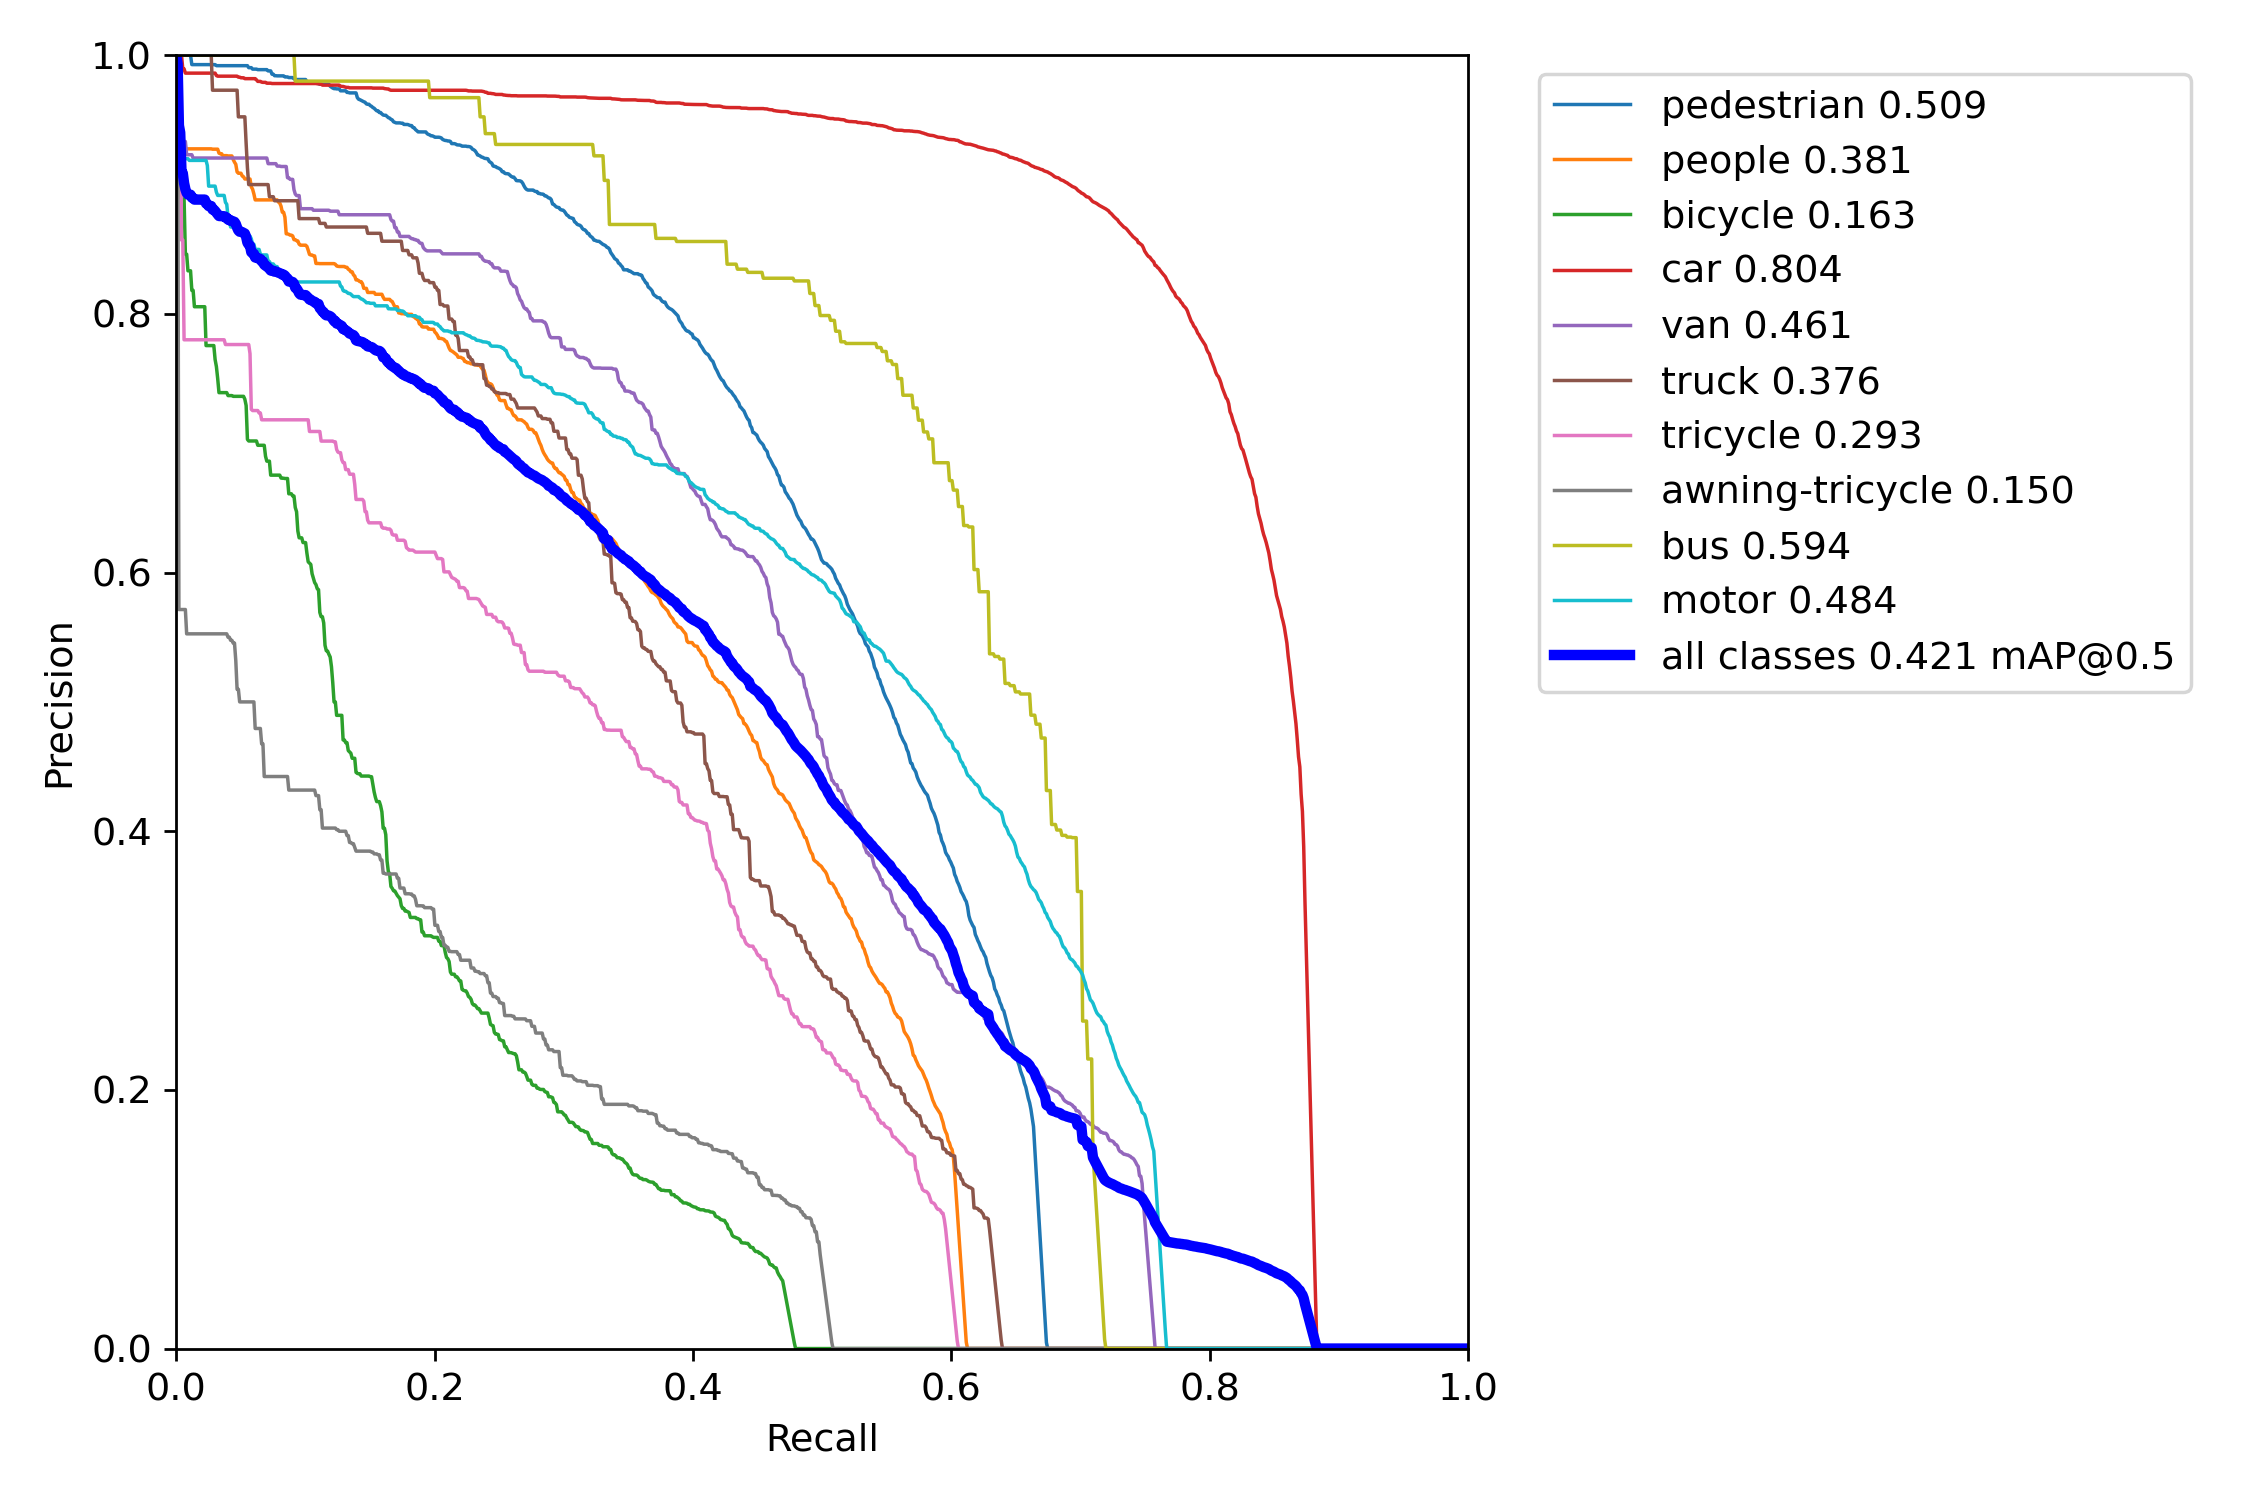 1.0
0.8
0.6
0.4
0.2
0.0
Precision
0.0 0.2 0.4 0.6 0.8 1.0
Recall
pedestrian 0.509
people 0.381
bicycle 0.163
car 0.804
van 0.461
truck 0.376
tricycle 0.293
awning-tricycle 0.150
bus 0.594
motor 0.484
all classes 0.421 mAP@0.5